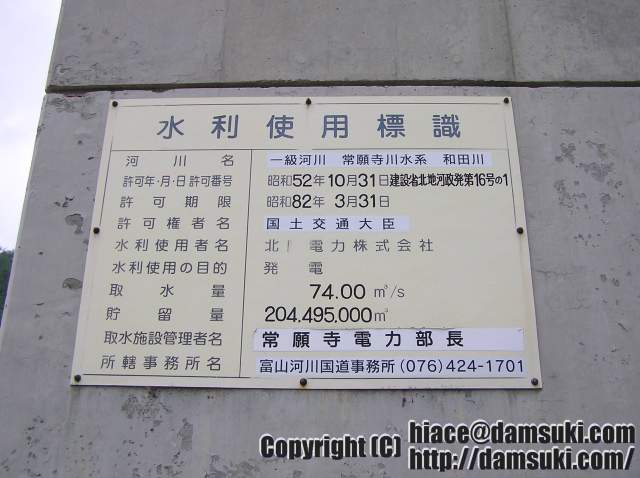 水利使用標識
河川名 一級河川 常願寺川水系 和田川
許可年・月・日許可番号 昭和52年10月31日建設省北地河政発第16号の1
許可期限 昭和82年 3月31日
許可権者名 国土交通大臣
水利使用者名 北 電力株式会社
水利使用の目的 発電
取水量 74.00 m³/s
貯留量 204,495,000m³
取水施設管理者名 常願寺電力部長
所轄事務所名 富山河川国道事務所(076)424-1701
Copyright (C) hiace@damsuki.com
http://damsuki.com/